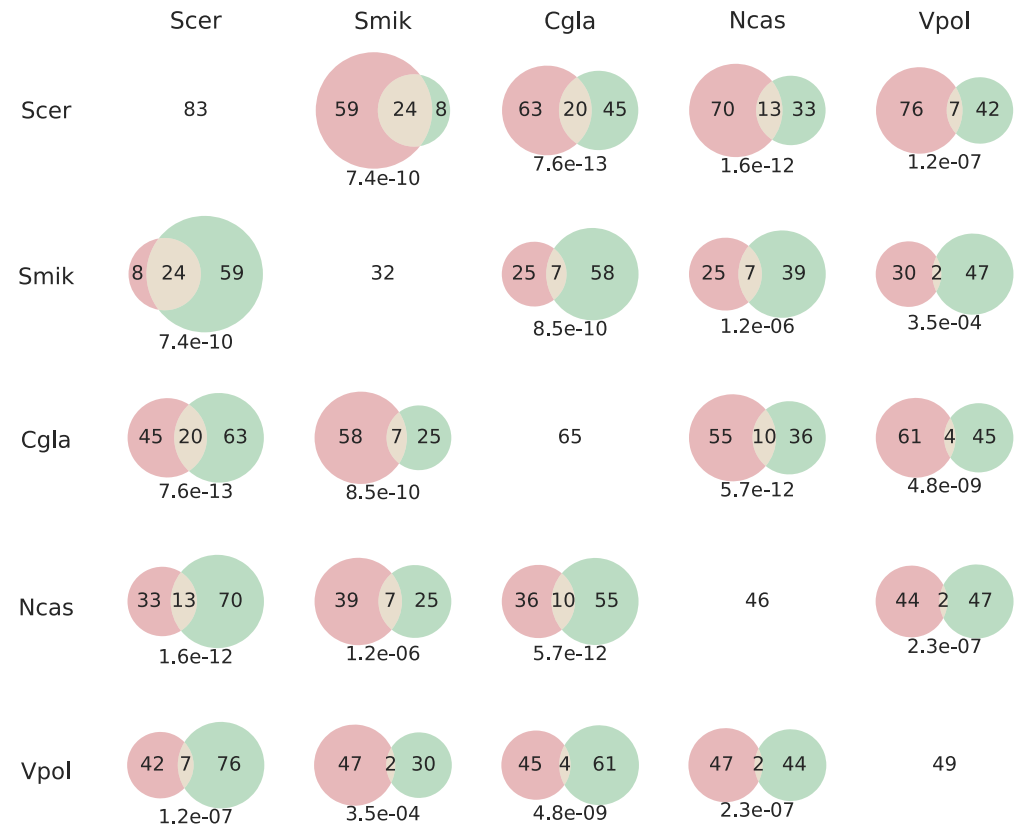 Scer Smik Cgla Ncas Vpol
Scer 83 59 24 8 63 20 45 70 13 33 76 7 42
7.4e-10 7.6e-13 1.6e-12 1.2e-07
Smik 8 24 59 32 25 7 58 25 7 39 30 2 47
7.4e-10 8.5e-10 1.2e-06 3.5e-04
Cgla 45 20 63 58 7 25 65 55 10 36 61 4 45
7.6e-13 8.5e-10 5.7e-12 4.8e-09
Ncas 33 13 70 39 7 25 36 10 55 46 44 2 47
1.6e-12 1.2e-06 5.7e-12 2.3e-07
Vpol 42 7 76 47 2 30 45 4 61 47 2 44 49
1.2e-07 3.5e-04 4.8e-09 2.3e-07